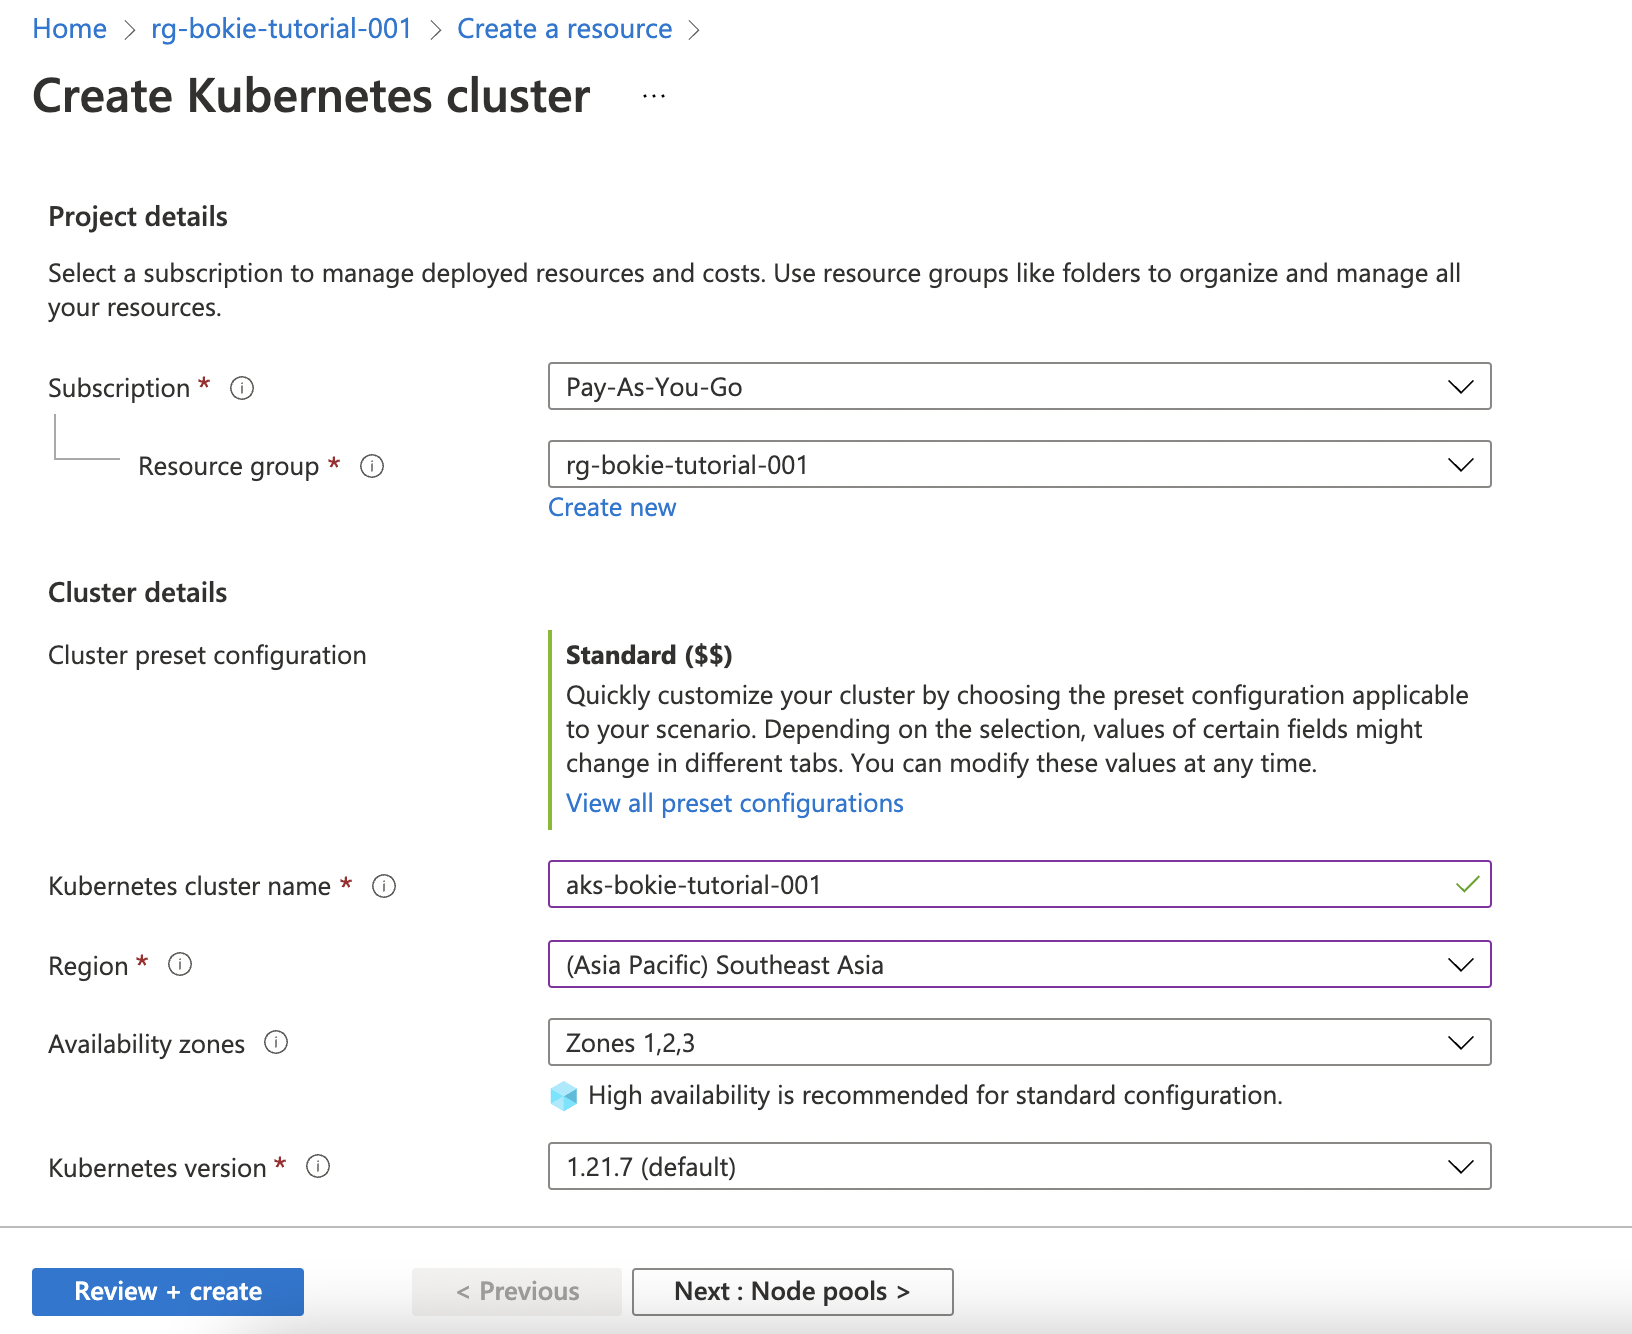 Home > rg-bokie-tutorial-001 > Create a resource >
Create Kubernetes cluster ...
Project details
Select a subscription to manage deployed resources and costs. Use resource groups like folders to organize and manage all
your resources.
Subscription * Pay-As-You-Go
Resource group * rg-bokie-tutorial-001
Create new
Cluster details
Cluster preset configuration Standard ($$)
Quickly customize your cluster by choosing the preset configuration applicable
to your scenario. Depending on the selection, values of certain fields might
change in different tabs. You can modify these values at any time.
View all preset configurations
Kubernetes cluster name * aks-bokie-tutorial-001
Region * (Asia Pacific) Southeast Asia
Availability zones Zones 1,2,3
High availability is recommended for standard configuration.
Kubernetes version * 1.21.7 (default)
Review + create < Previous Next : Node pools >